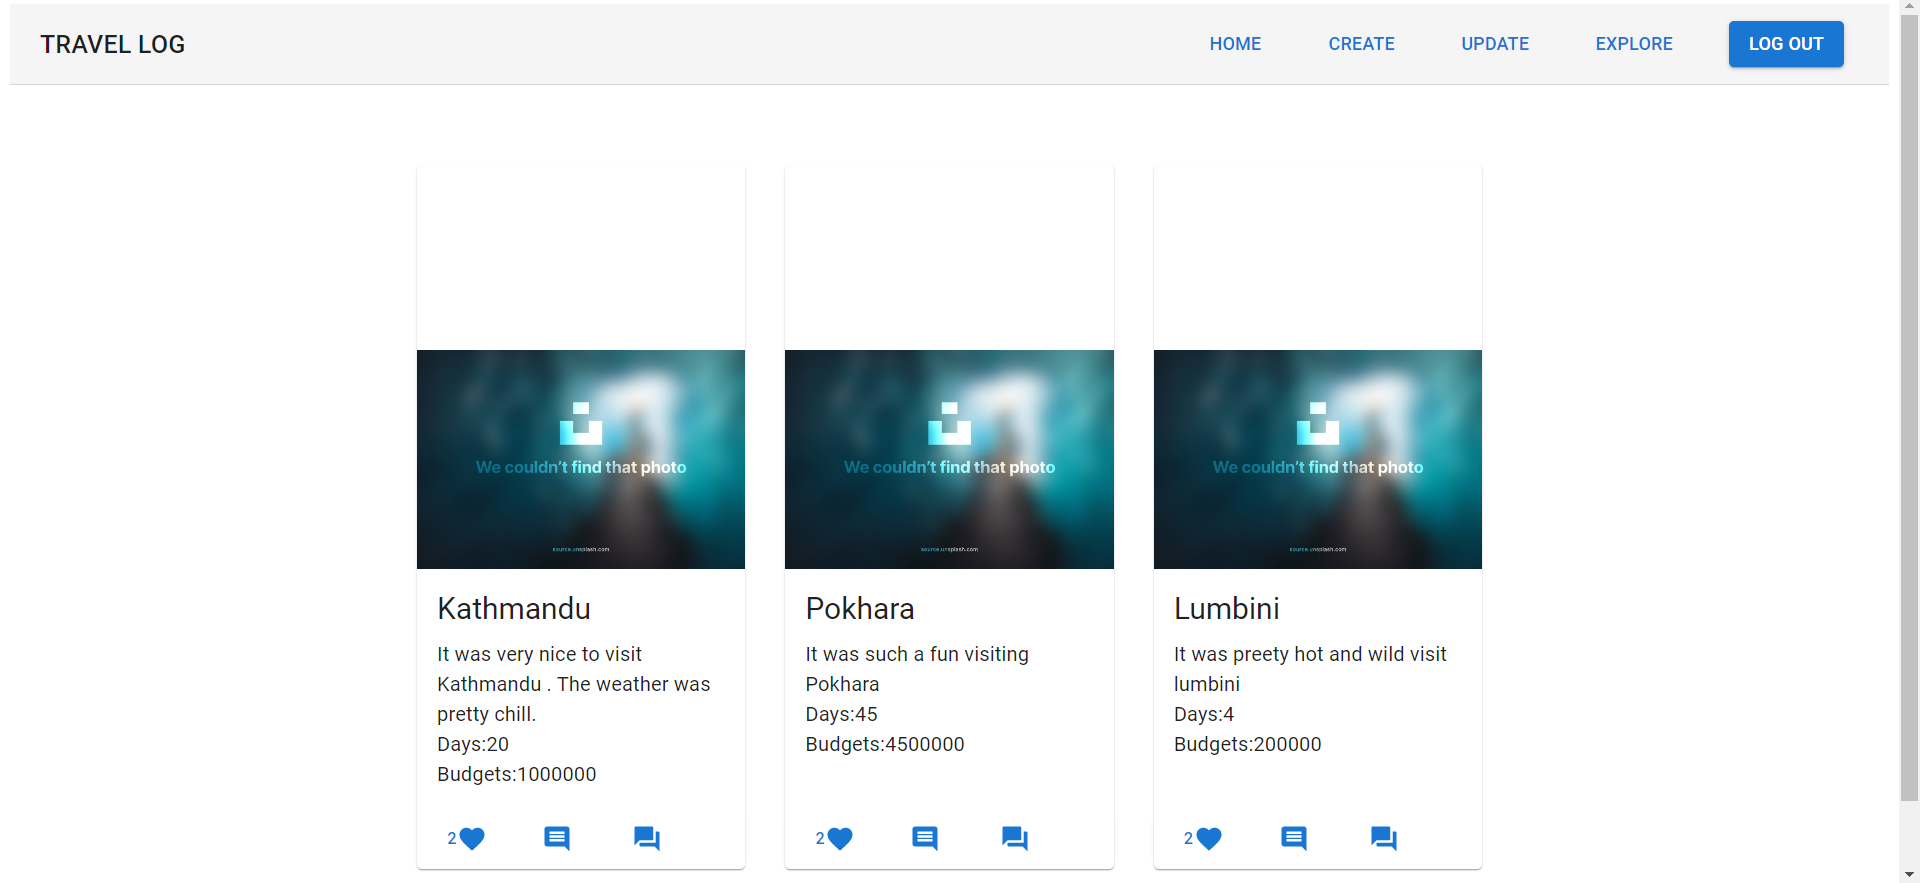 TRAVEL LOG
HOME CREATE UPDATE EXPLORE LOG OUT
We couldn't find that photo
source.unsplash.com
Kathmandu
It was very nice to visit
Kathmandu . The weather was
pretty chill.
Days:20
Budgets:1000000
2
We couldn't find that photo
source.unsplash.com
Pokhara
It was such a fun visiting
Pokhara
Days:45
Budgets:4500000
2
We couldn't find that photo
source.unsplash.com
Lumbini
It was preety hot and wild visit
lumbini
Days:4
Budgets:200000
2